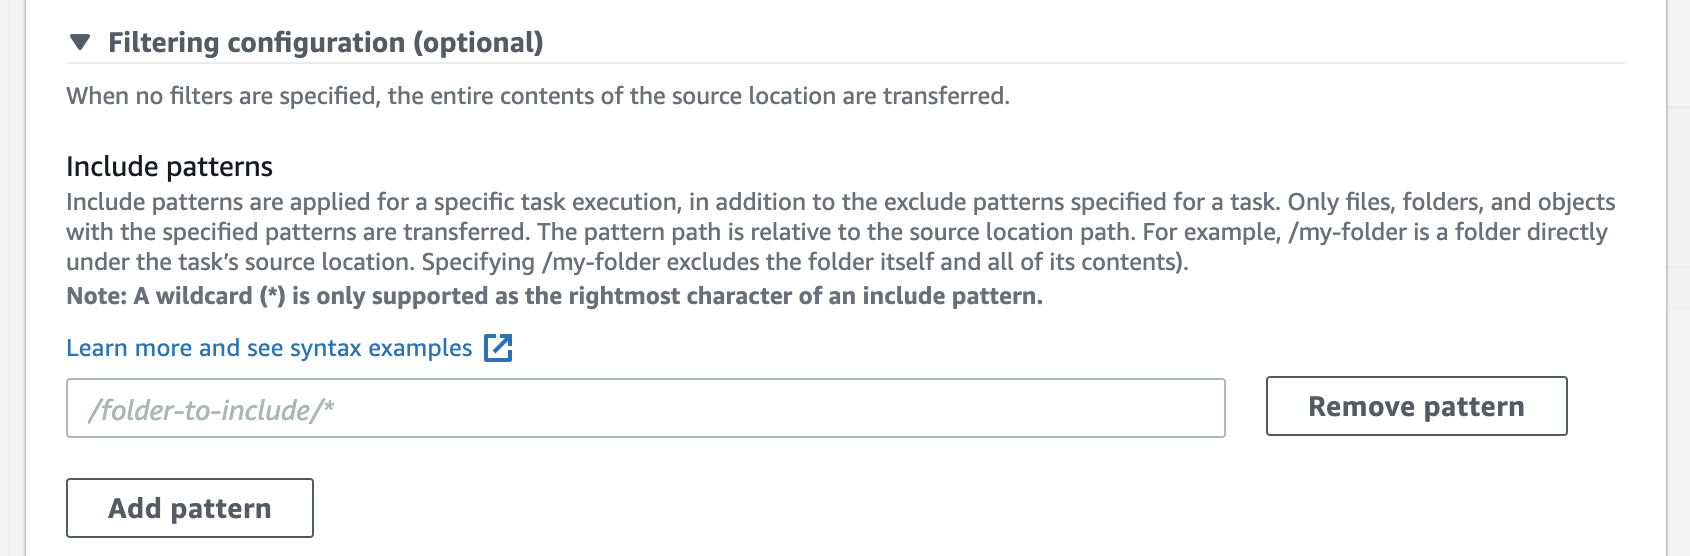 Filtering configuration (optional)
When no filters are specified, the entire contents of the source location are transferred.
Include patterns
Include patterns are applied for a specific task execution, in addition to the exclude patterns specified for a task. Only files, folders, and objects
with the specified patterns are transferred. The pattern path is relative to the source location path. For example, /my-folder is a folder directly
under the task’s source location. Specifying /my-folder excludes the folder itself and all of its contents).
Note: A wildcard (*) is only supported as the rightmost character of an include pattern.
Learn more and see syntax examples
/folder-to-include/*
Remove pattern
Add pattern